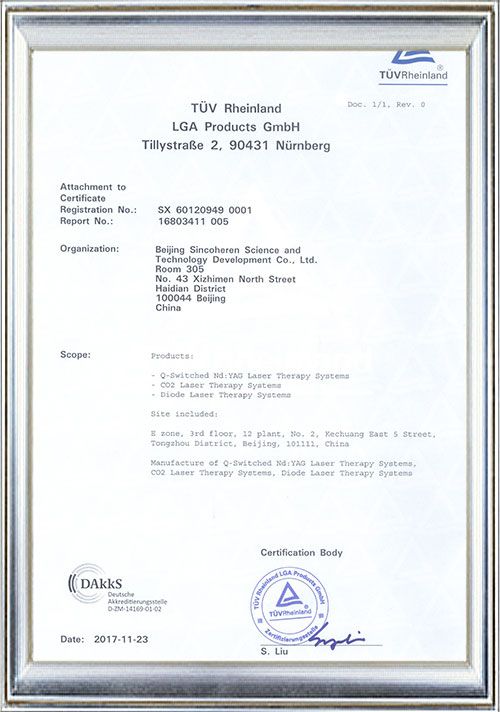 TÜVRheinland
®
Doc. 1/1, Rev. 0
TÜV Rheinland
LGA Products GmbH
Tillystraße 2, 90431 Nürnberg
Attachment to
Certificate
Registration No.: SX 60120949 0001
Report No.: 16803411 005
Organization: Beijing Sincoheren Science and
Technology Development Co., Ltd.
Room 305
No. 43 Xizhimen North Street
Haidian District
100044 Beijing
China
Scope: Products:
- Q-Switched Nd:YAG Laser Therapy Systems
- CO2 Laser Therapy Systems
- Diode Laser Therapy Systems
Site included:
E zone, 3rd floor, 12 plant, No. 2, Kechuang East 5 Street,
Tongzhou District, Beijing, 101111, China
Manufacture of Q-Switched Nd:YAG Laser Therapy Systems,
CO2 Laser Therapy Systems, Diode Laser Therapy Systems
Certification Body
DAkkS
Deutsche
Akkreditierungsstelle
D-ZM-14169-01-02
TÜV Rheinland LGA Products GmbH
TÜVRheinland
Zertifizierungsstelle
Date: 2017-11-23
S. Liu